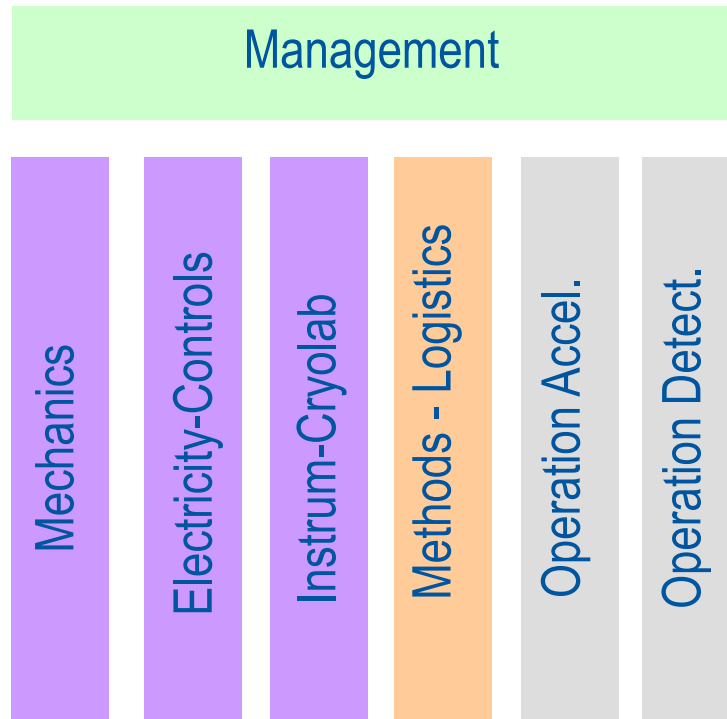 Management
Mechanics
Electricity-Controls
Instrum-Cryolab
Methods - Logistics
Operation Accel.
Operation Detect.